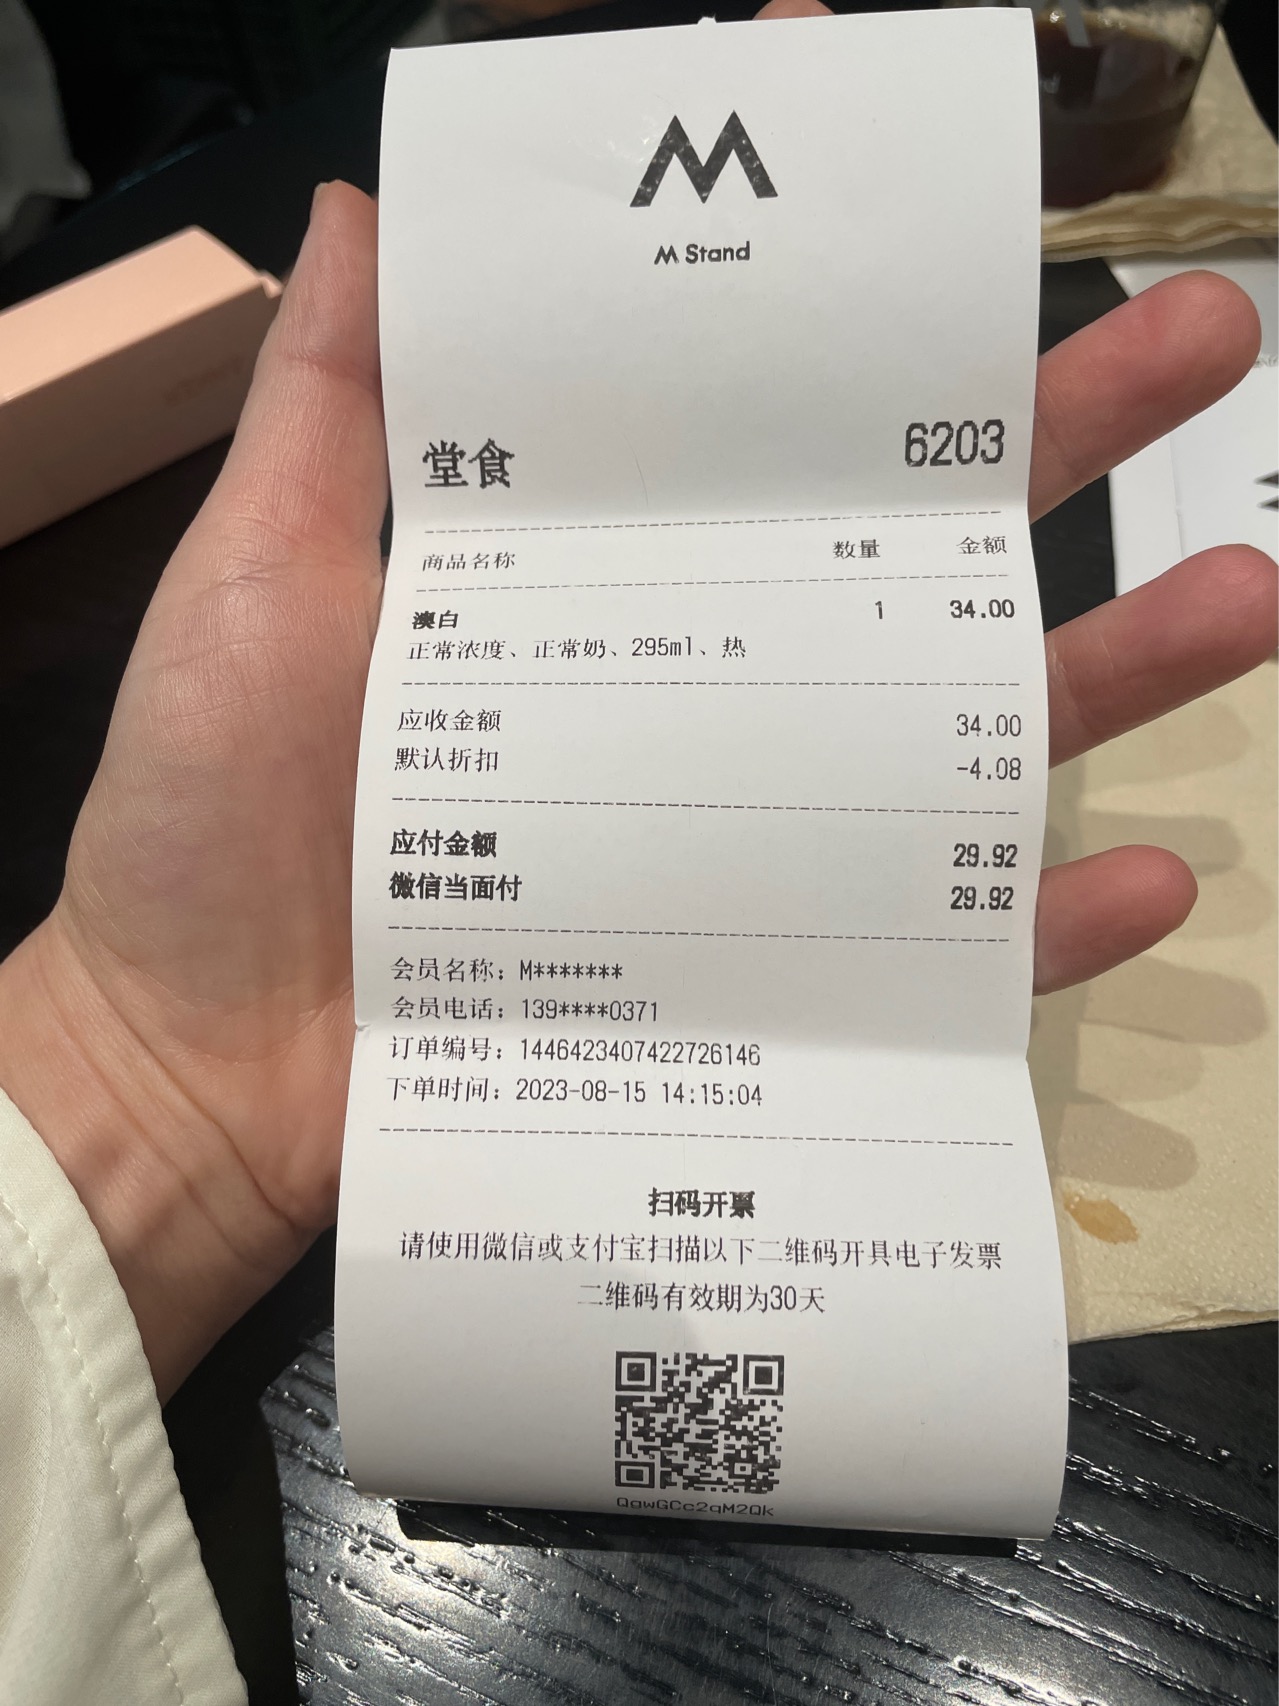 M Stand
堂食 6203
商品名称 数量 金额
澳白 1 34.00
正常浓度、正常奶、295ml、热
应收金额 34.00
默认折扣 -4.08
应付金额 29.92
微信当面付 29.92
会员名称：M*******
会员电话：139****0371
订单编号：1446423407422726146
下单时间：2023-08-15 14:15:04
扫码开票
请使用微信或支付宝扫描以下二维码开具电子发票
二维码有效期为30天
QawGCc2qM2Qk